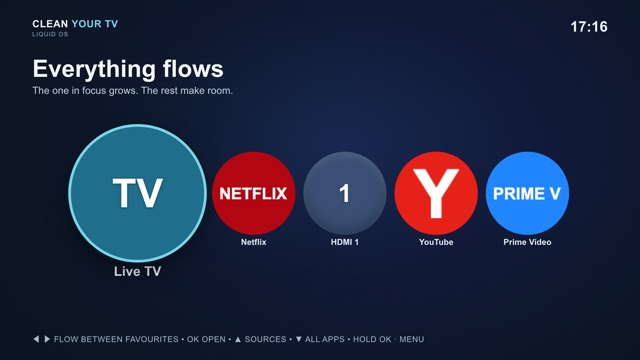 CLEAN YOUR TV
LIQUID OS
17:16
Everything flows
The one in focus grows. The rest make room.
TV
NETFLIX
1
Y
PRIME V
Live TV
Netflix
HDMI 1
YouTube
Prime Video
◀ ▶ FLOW BETWEEN FAVOURITES • OK OPEN • ▲ SOURCES • ▼ ALL APPS • HOLD OK · MENU